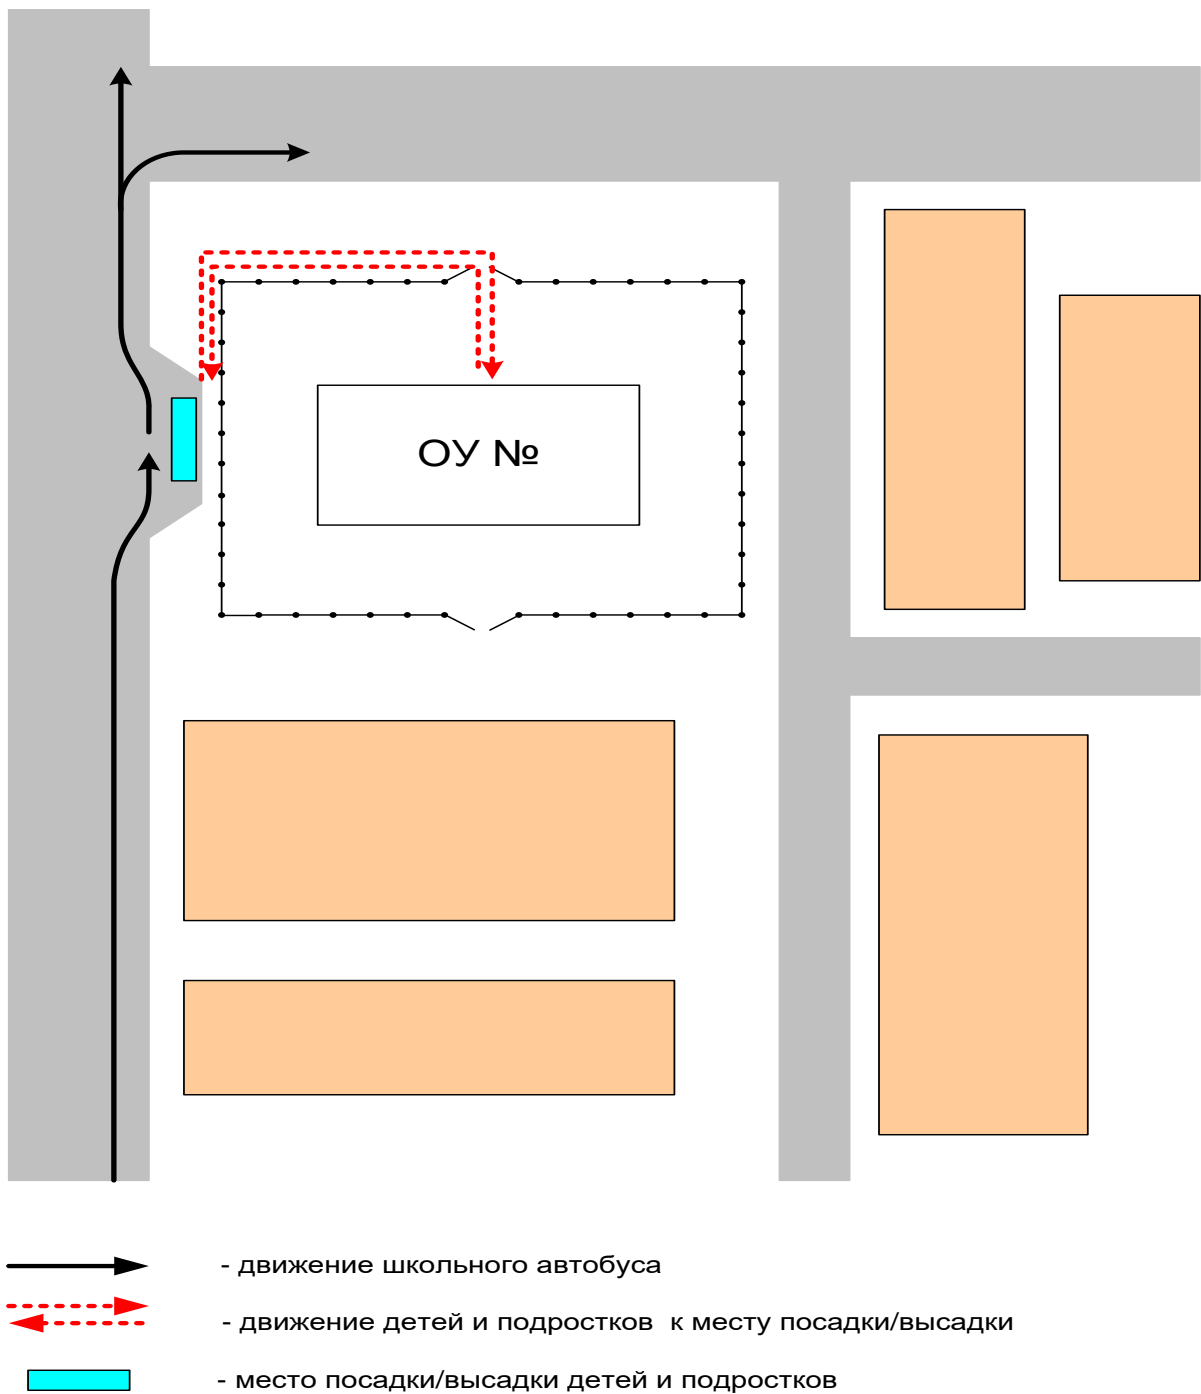 ОУ №
- движение школьного автобуса
- движение детей и подростков к месту посадки/высадки
- место посадки/высадки детей и подростков